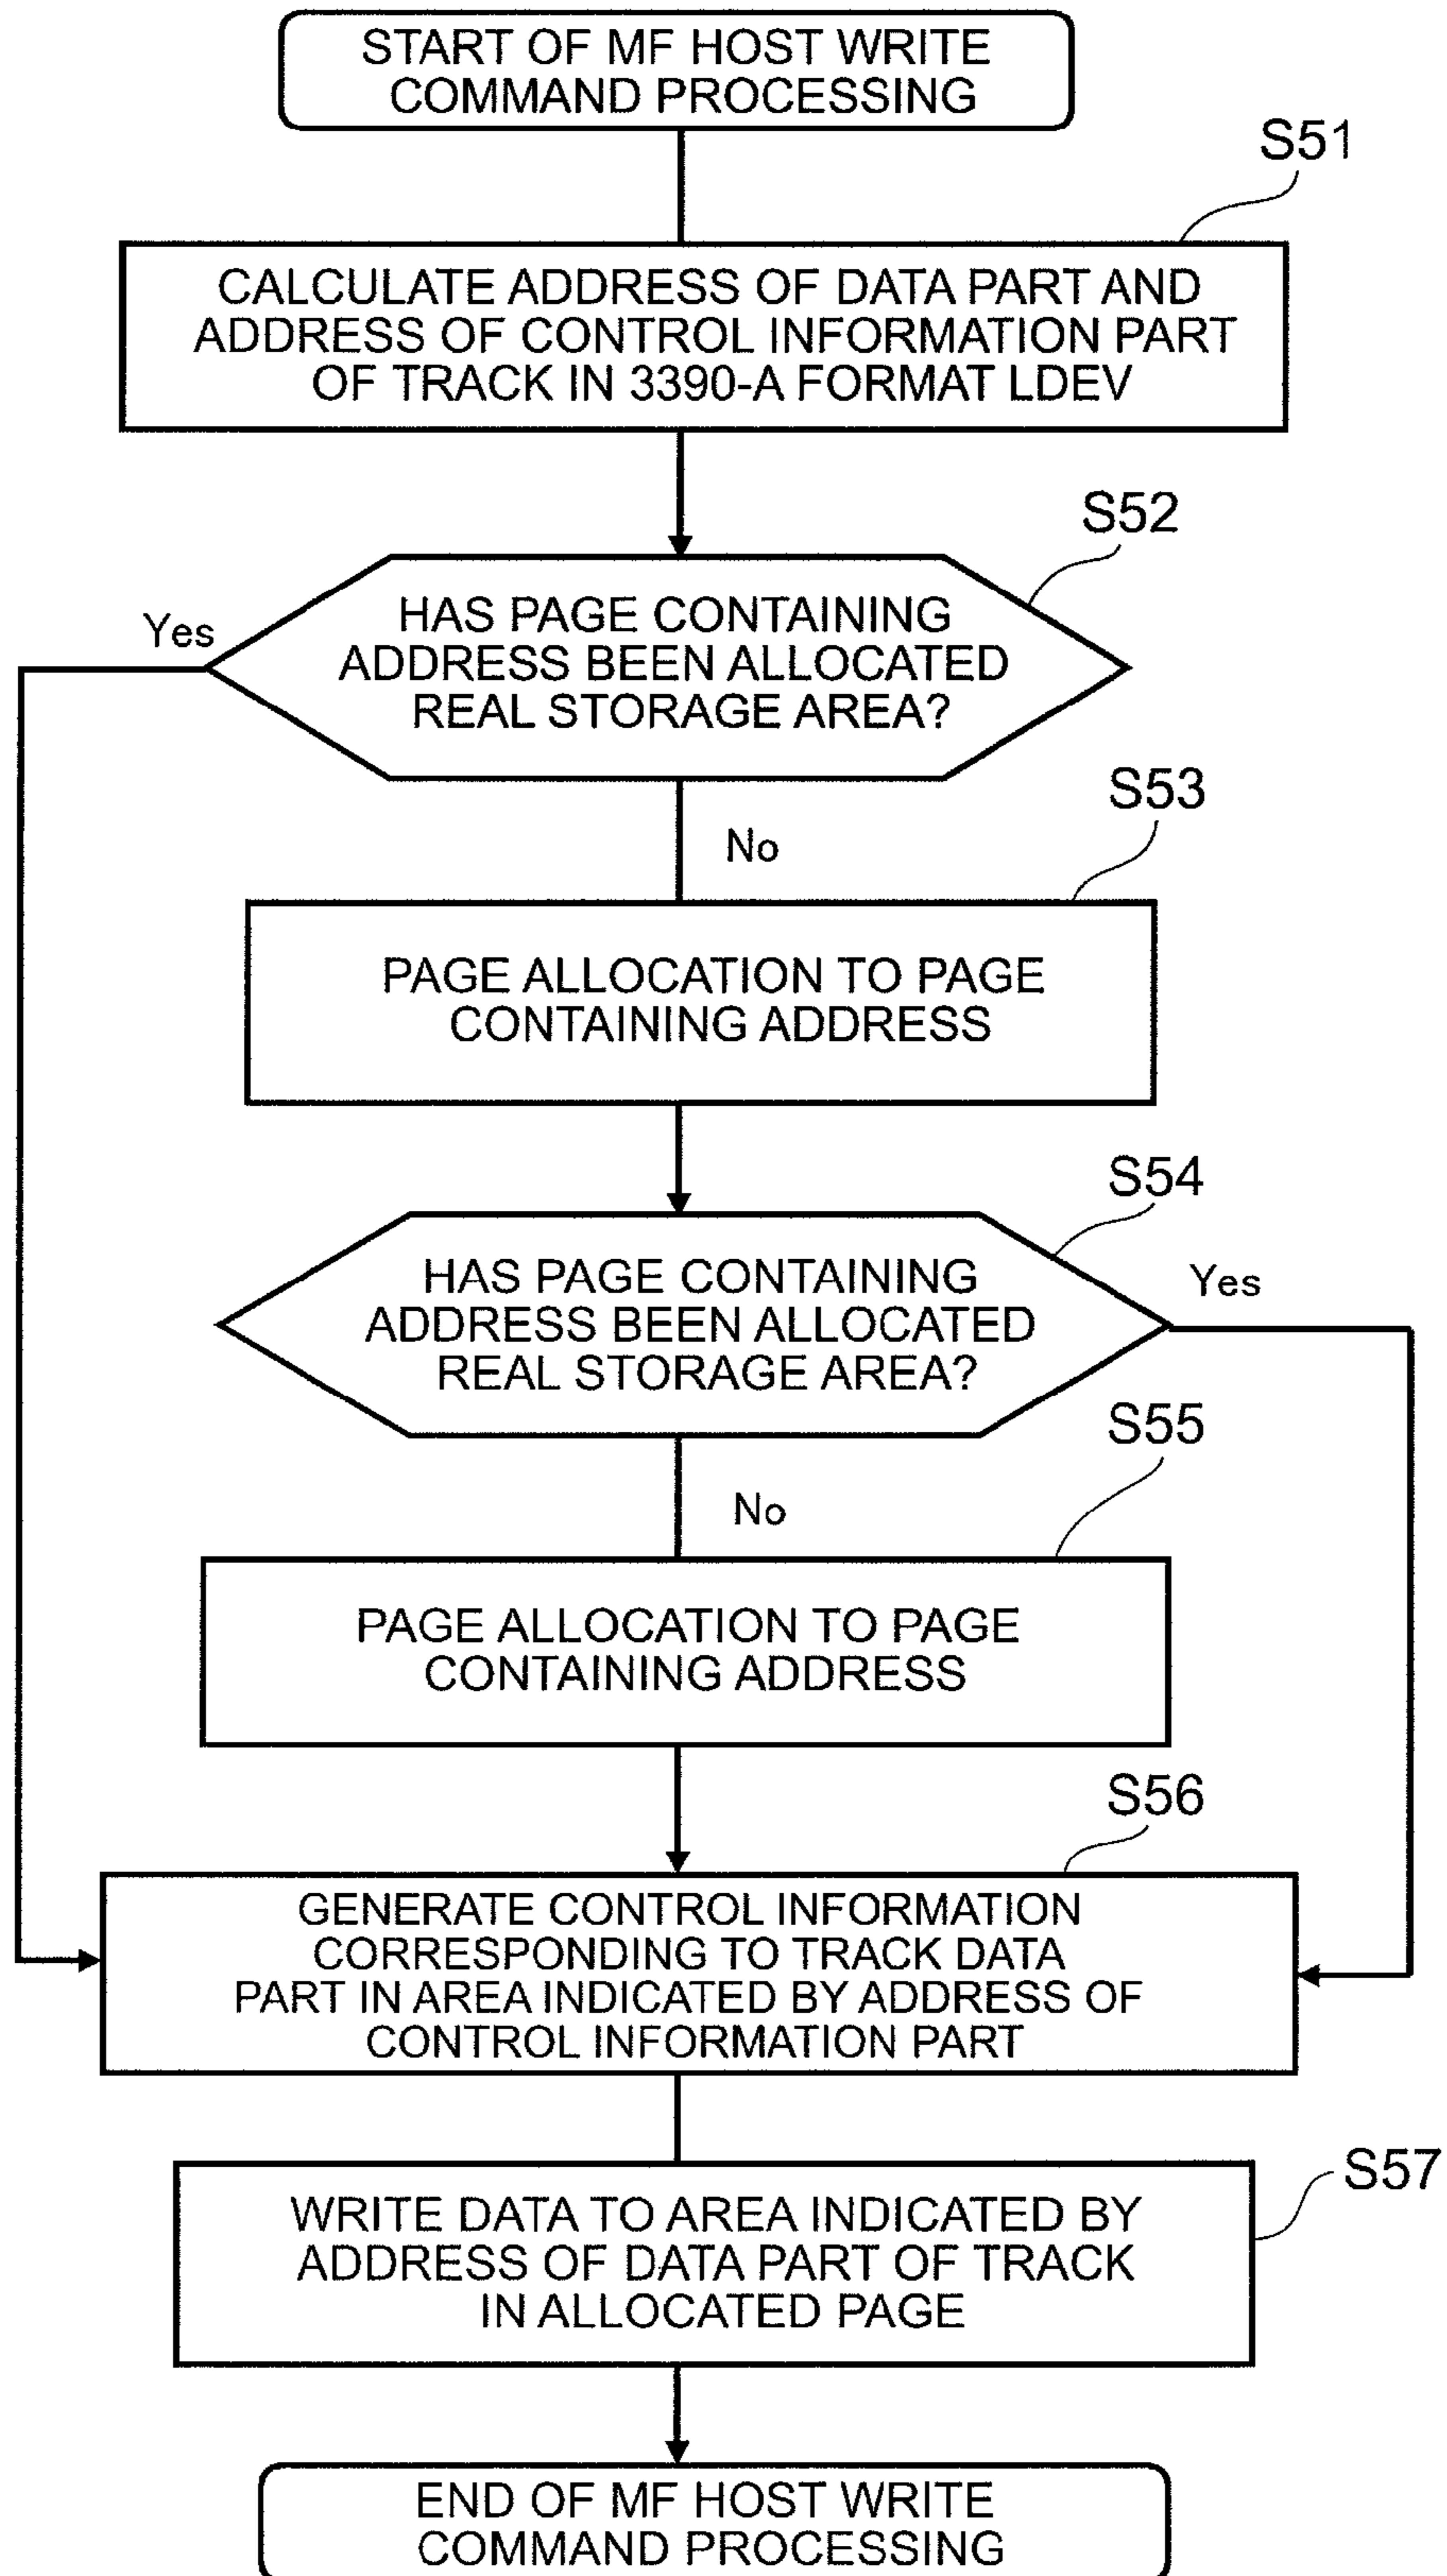 START OF MF HOST WRITE
COMMAND PROCESSING
S51
CALCULATE ADDRESS OF DATA PART AND
ADDRESS OF CONTROL INFORMATION PART
OF TRACK IN 3390-A FORMAT LDEV
S52
Yes
HAS PAGE CONTAINING
ADDRESS BEEN ALLOCATED
REAL STORAGE AREA?
No
S53
PAGE ALLOCATION TO PAGE
CONTAINING ADDRESS
S54
HAS PAGE CONTAINING
ADDRESS BEEN ALLOCATED
REAL STORAGE AREA?
Yes
S55
No
PAGE ALLOCATION TO PAGE
CONTAINING ADDRESS
S56
GENERATE CONTROL INFORMATION
CORRESPONDING TO TRACK DATA
PART IN AREA INDICATED BY ADDRESS OF
CONTROL INFORMATION PART
S57
WRITE DATA TO AREA INDICATED BY
ADDRESS OF DATA PART OF TRACK
IN ALLOCATED PAGE
END OF MF HOST WRITE
COMMAND PROCESSING